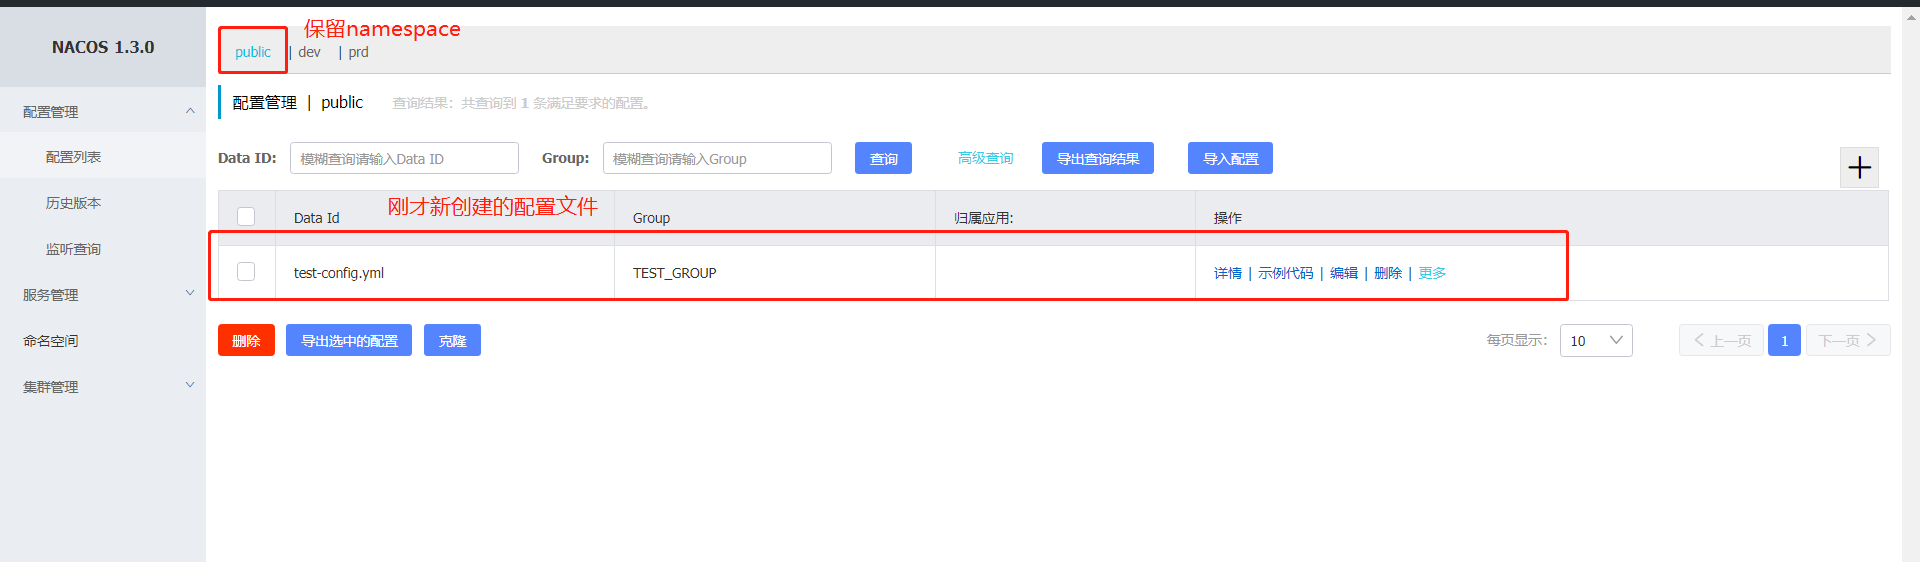 保留namespace
NACOS 1.3.0
public | dev | prd
配置管理 | public 查询结果：共查询到 1 条满足要求的配置。
配置管理
配置列表
历史版本
监听查询
服务管理
命名空间
集群管理
Data ID: 模糊查询请输入Data ID Group: 模糊查询请输入Group 查询 高级查询 导出查询结果 导入配置
刚才新创建的配置文件
Data Id Group 归属应用: 操作
test-config.yml TEST_GROUP 详情 | 示例代码 | 编辑 | 删除 | 更多
删除 导出选中的配置 克隆 每页显示: 10 上一页 1 下一页